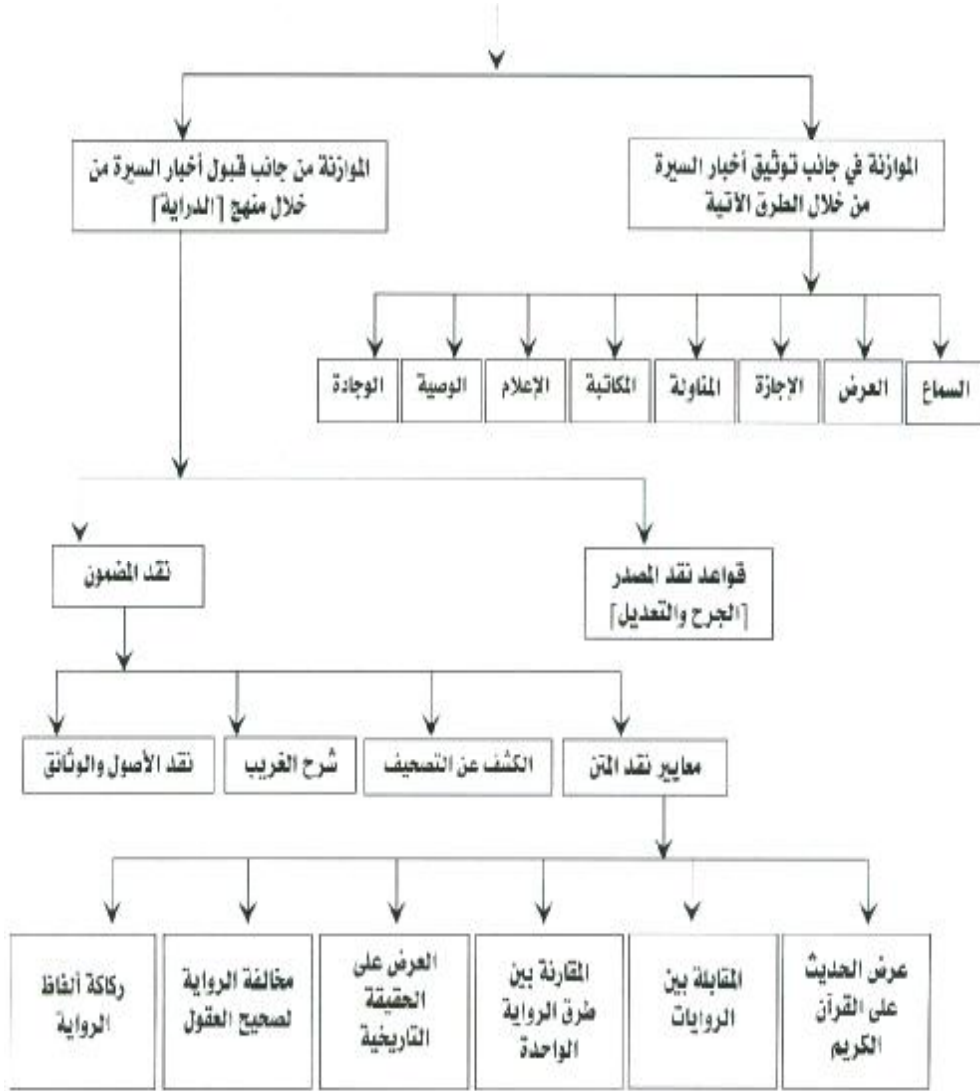 الموازنة في جانب توثيق أخبار السيرة
من خلال الطرق الآتية
الموازنة من جانب قبول أخبار السيرة من
خلال منهج [الدراية]
السماع
العرض
الإجازة
المناولة
المكاتبة
الإعلام
الوصية
الوجادة
قواعد نقد المصدر
[الجرح والتعديل]
نقد المضمون
معايير نقد المتن
الكشف عن التصحيف
شرح الغريب
نقد الأصول والوثائق
عرض الحديث
على القرآن
الكريم
المقابلة بين
الروايات
المقارنة بين
طرق الرواية
الواحدة
العرض على
الحقيقة
التاريخية
مخالفة الرواية
لصحيح العقول
ركاكة ألفاظ
الرواية